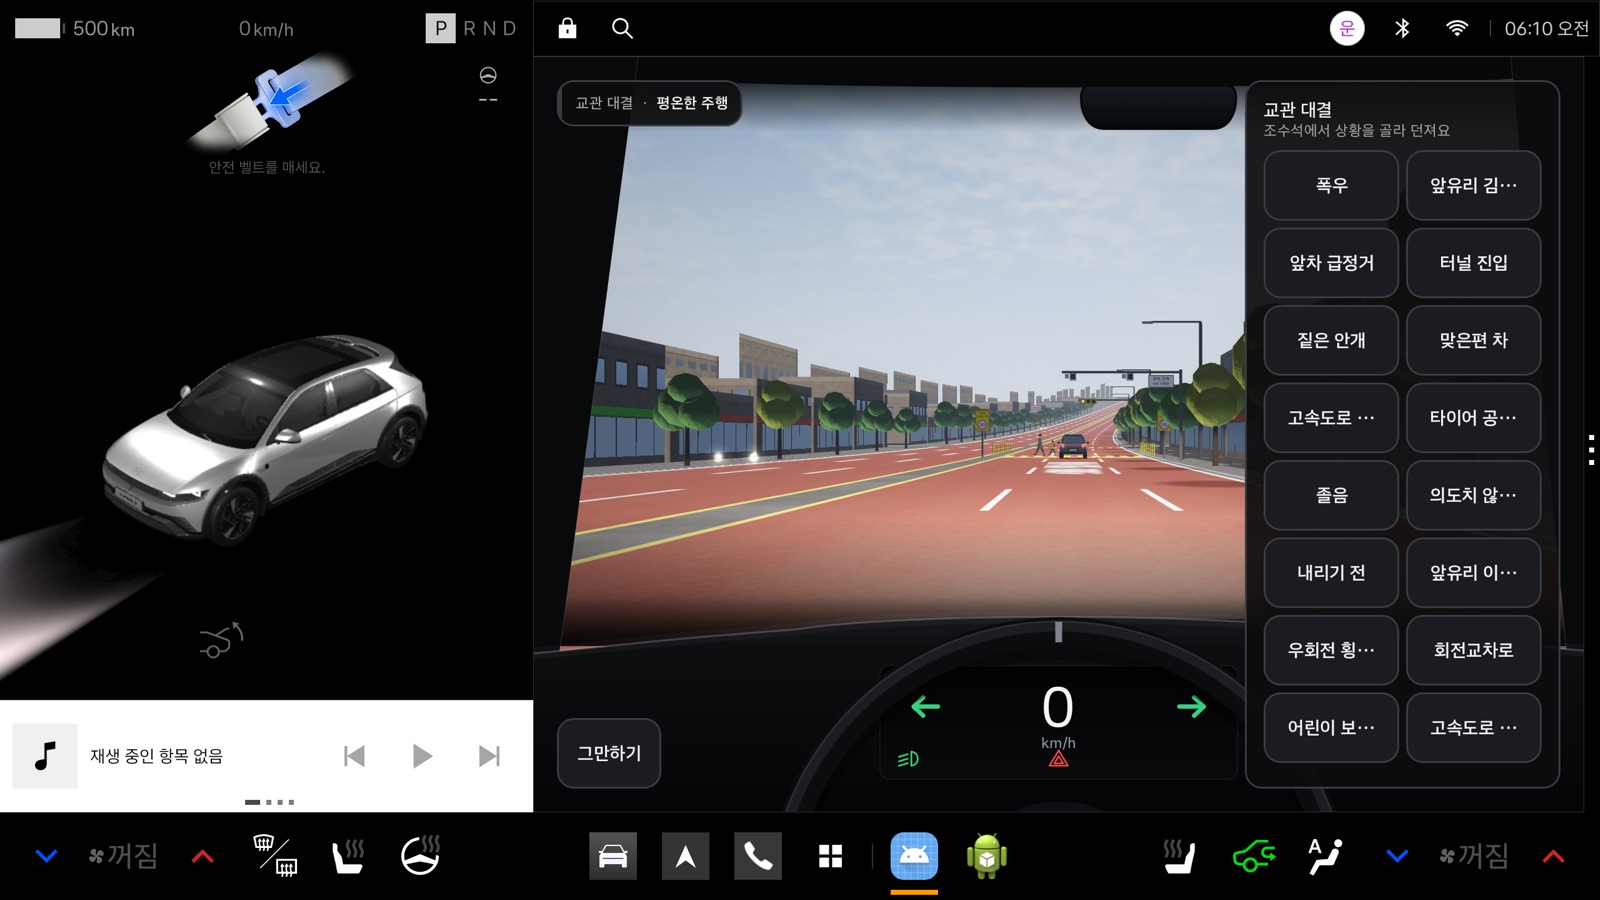 500 km
0 km/h
P R N D
운
06:10 오전
--
안전 벨트를 매세요.
재생 중인 항목 없음
교관 대결 · 평온한 주행
교관 대결
조수석에서 상황을 골라 던져요
폭우
앞유리 김···
앞차 급정거
터널 진입
짙은 안개
맞은편 차
고속도로 ···
타이어 공···
졸음
의도치 않···
내리기 전
앞유리 이···
우회전 횡···
회전교차로
어린이 보···
고속도로 ···
그만하기
0
km/h
꺼짐
A
꺼짐